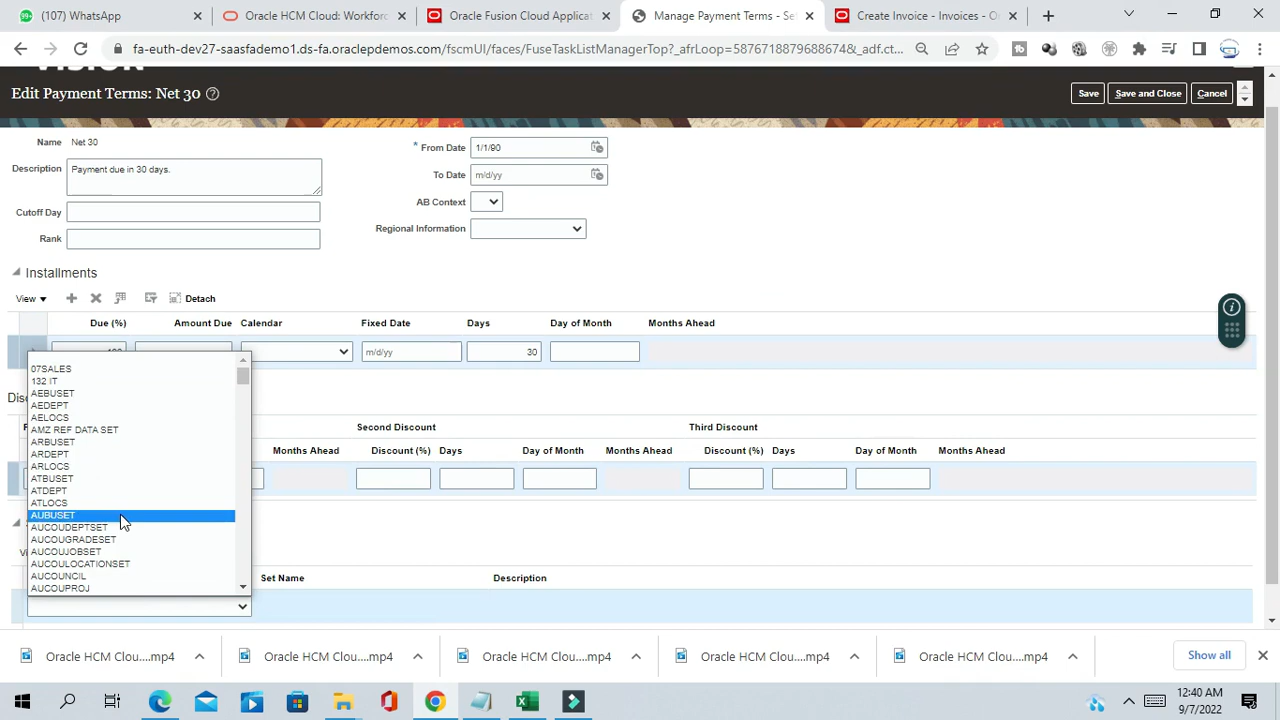 (107) WhatsApp
Oracle HCM Cloud: Workforc
Oracle Fusion Cloud Applicat
Manage Payment Terms - Se
Create Invoice - Invoices - O
fa-euth-dev27-saasfademo1.ds-fa.oraclepdemos.com/fscmUI/faces/FuseTaskListManagerTop?_afrLoop=58767188796886​74&_adf.ct...
VISION
Edit Payment Terms: Net 30
Save
Save and Close
Cancel
Name Net 30
Description Payment due in 30 days.
Cutoff Day
Rank
* From Date 1/1/90
To Date m/d/yy
AB Context
Regional Information
Installments
View
Detach
Due (%) Amount Due Calendar Fixed Date Days Day of Month Months Ahead
m/d/yy 30
07SALES
132 IT
AEBUSET
AEDEPT
AELOCS
AMZ REF DATA SET
ARBUSET
ARDEPT
ARLOCS
ATBUSET
ATDEPT
ATLOCS
AUBUSET
AUCOUDEPTSET
AUCOUGRADESET
AUCOUJOBSET
AUCOULOCATIONSET
AUCOUNCIL
AUCOUPROJ
Second Discount Third Discount
Months Ahead Discount (%) Days Day of Month Months Ahead Discount (%) Days Day of Month Months Ahead
Set Name Description
Oracle HCM Clou....mp4
Oracle HCM Clou....mp4
Oracle HCM Clou....mp4
Oracle HCM Clou....mp4
Oracle HCM Clou....mp4
Show all
12:40 AM
9/7/2022